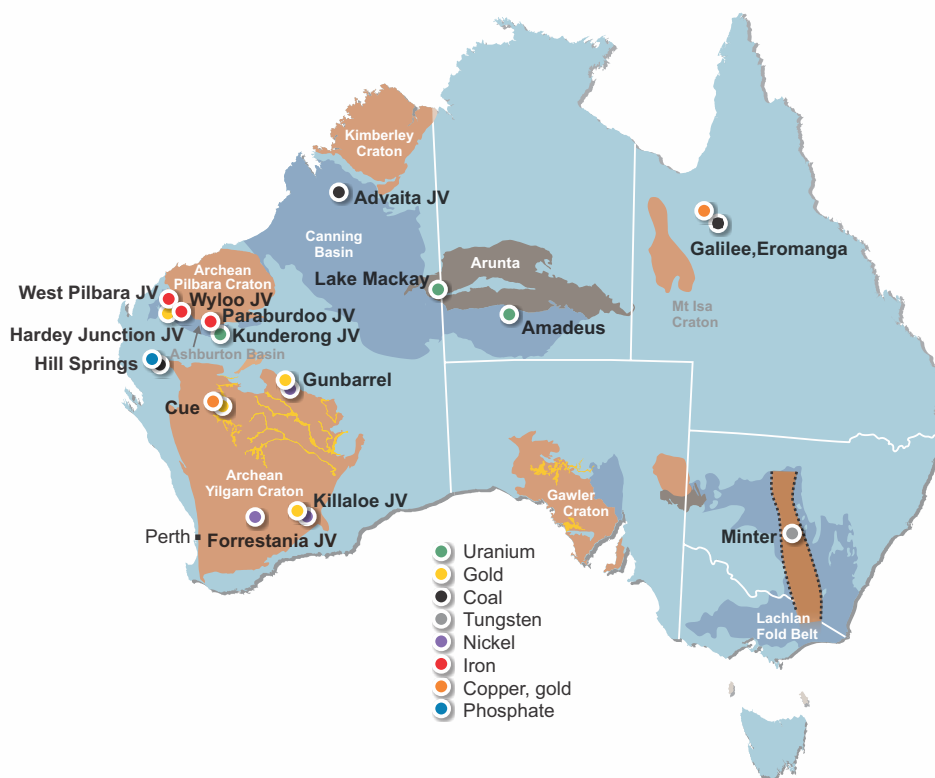 Kimberley
Craton
Advaita JV
Canning
Basin
Galilee,Eromanga
Archean
Pilbara Craton
Arunta
Lake Mackay
West Pilbara JV
Wyloo JV
Mt Isa
Craton
Paraburdoo JV
Amadeus
Hardey Junction JV
Kunderong JV
Ashburton Basin
Hill Springs
Gunbarrel
Cue
Archean
Yilgarn Craton
Killaloe JV
Gawler
Craton
Perth
Forrestania JV
Minter
Uranium
Gold
Coal
Tungsten
Nickel
Iron
Copper, gold
Phosphate
Lachlan
Fold Belt